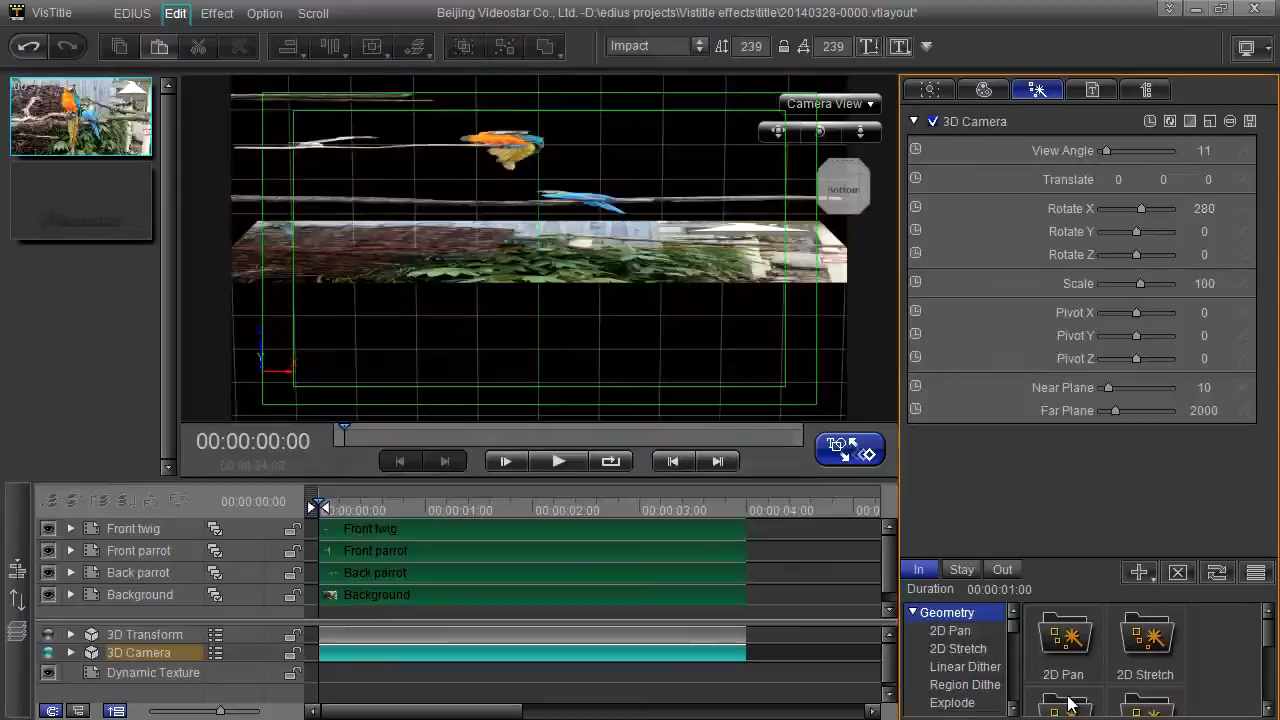 VisTitle
EDIUS
Edit
Effect
Option
Scroll
Beijing Videostar Co., Ltd. -D:\edius projects\Vistitle effects\title\20140328-0000.vtlayout*
Impact
239
239
Camera View
Bottom
Y
X
3D Camera
View Angle 11
Translate 0 0 0
Rotate X 280
Rotate Y 0
Rotate Z 0
Scale 100
Pivot X 0
Pivot Y 0
Pivot Z 0
Near Plane 10
Far Plane 2000
00:00:00:00
00:00:04:00
00;00:00;00
0:00:00:00
00:00:01:00
00:00:02:00
00:00:03:00
00:00:04:00
00:0
Front twig
Front twig
Front parrot
Front parrot
Back parrot
Back parrot
Background
Background
3D Transform
3D Camera
Dynamic Texture
In
Stay
Out
Duration 00:00:01:00
Geometry
2D Pan
2D Stretch
Linear Dither
Region Dithe
Explode
2D Pan
2D Stretch